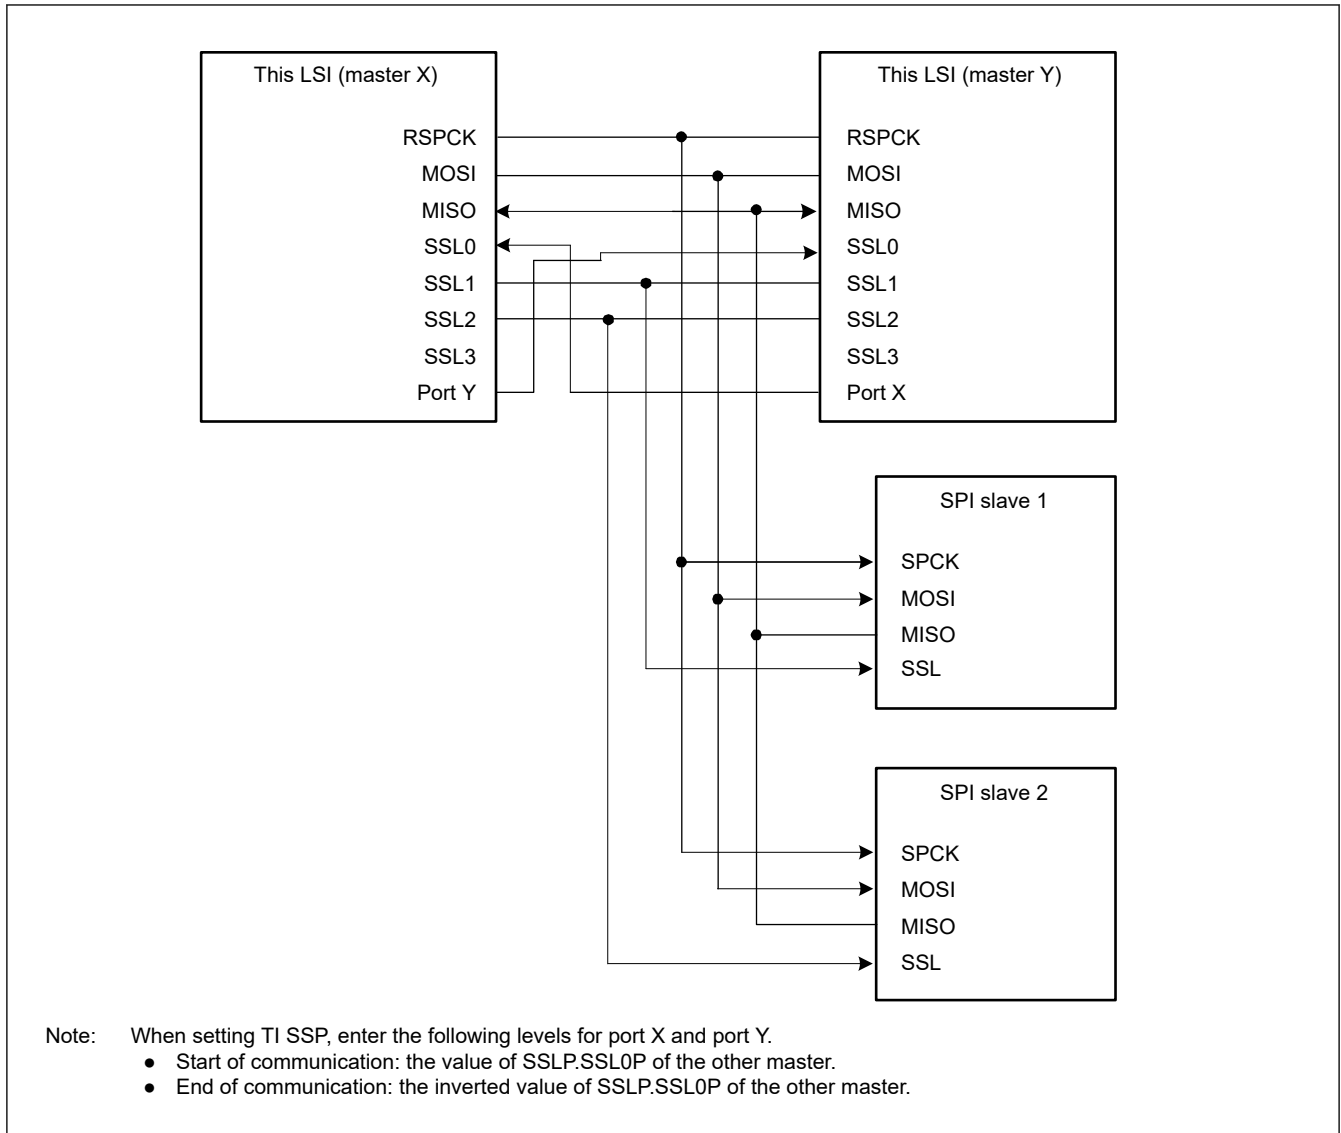 This LSI (master X)
RSPCK
MOSI
MISO
SSL0
SSL1
SSL2
SSL3
Port Y
This LSI (master Y)
RSPCK
MOSI
MISO
SSL0
SSL1
SSL2
SSL3
Port X
SPI slave 1
SPCK
MOSI
MISO
SSL
SPI slave 2
SPCK
MOSI
MISO
SSL
Note: When setting TI SSP, enter the following levels for port X and port Y.
● Start of communication: the value of SSLP.SSL0P of the other master.
● End of communication: the inverted value of SSLP.SSL0P of the other master.